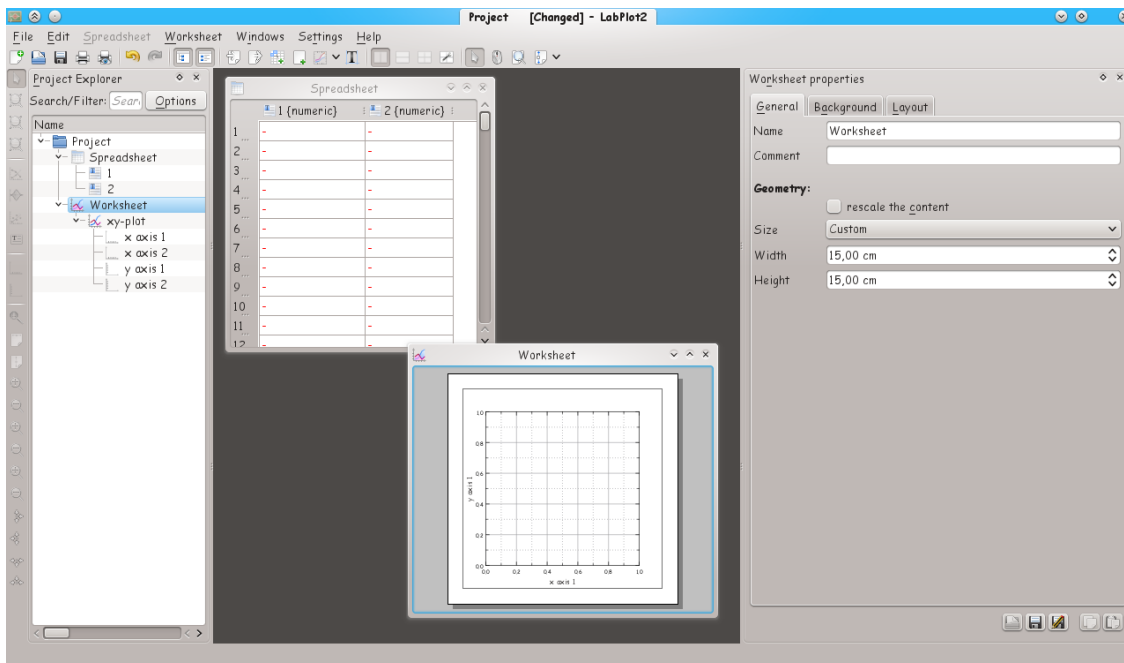 Project [Changed] - LabPlot2
File Edit Spreadsheet Worksheet Windows Settings Help
Project Explorer
Search/Filter: Sear Options
Name
Project
Spreadsheet
1
2
Worksheet
xy-plot
x axis 1
x axis 2
y axis 1
y axis 2
Spreadsheet
1 {numeric} 2 {numeric}
1 - -
2 - -
3 - -
4 - -
5 - -
6 - -
7 - -
8 - -
9 - -
10 - -
11 - -
12 - -
Worksheet
1.0
0.8
0.6
0.4
0.2
0.0
y axis 1
0.0 0.2 0.4 0.6 0.8 1.0
x axis 1
Worksheet properties
General Background Layout
Name Worksheet
Comment
Geometry:
rescale the content
Size Custom
Width 15,00 cm
Height 15,00 cm